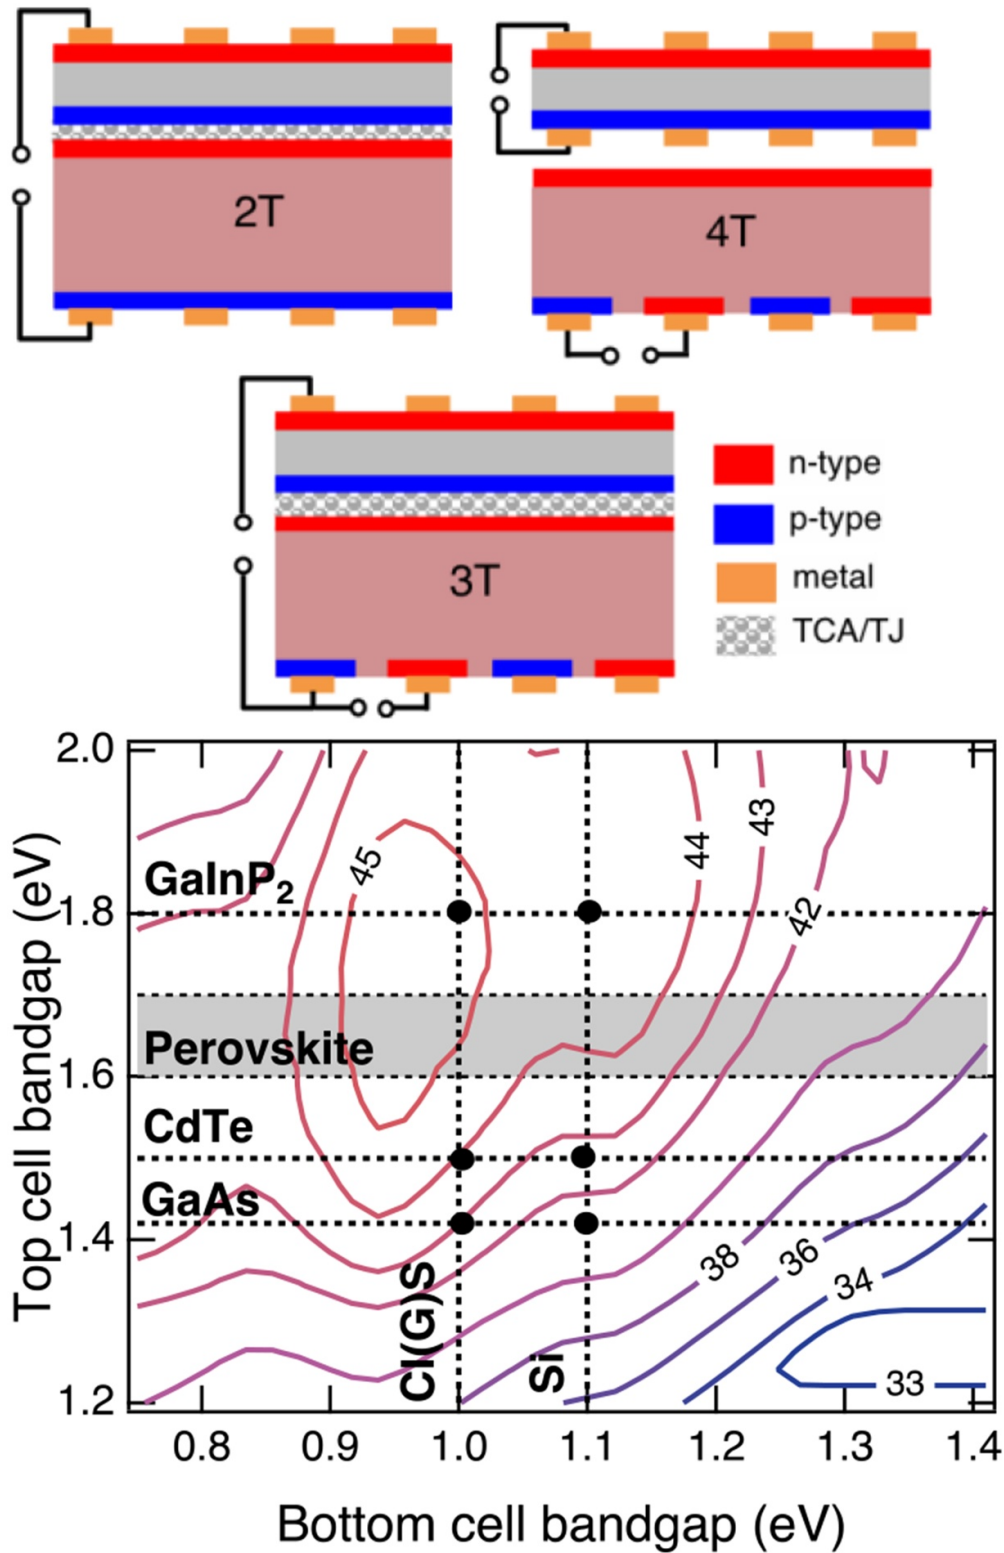 2T
4T
3T
n-type
p-type
metal
TCA/TJ
2.0
1.8
1.6
1.4
1.2
Top cell bandgap (eV)
GaInP2
Perovskite
CdTe
GaAs
CI(G)S
Si
45
44
43
42
38
36
34
33
0.8 0.9 1.0 1.1 1.2 1.3 1.4
Bottom cell bandgap (eV)